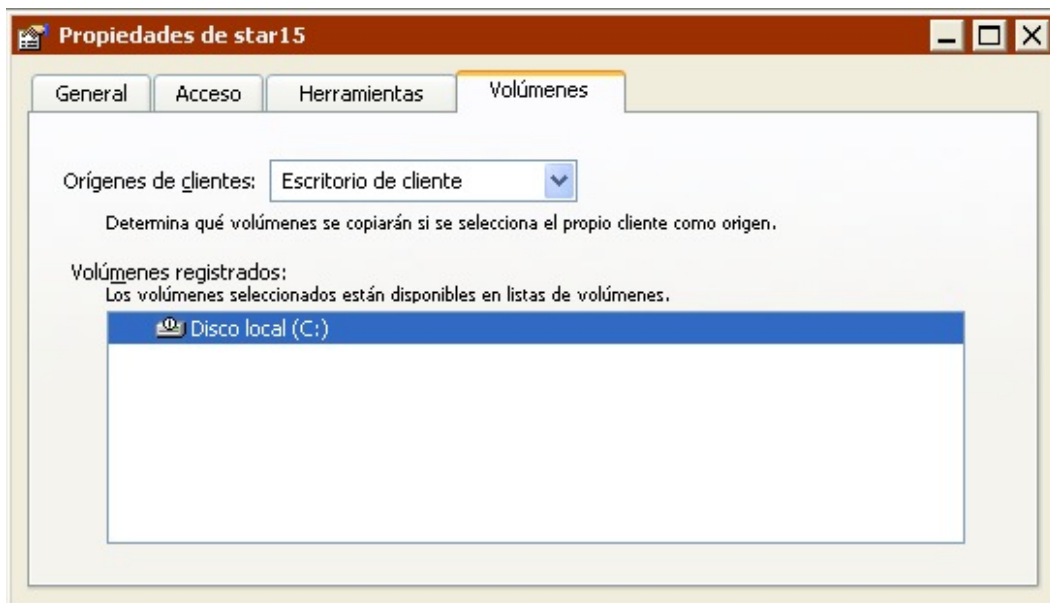 Propiedades de star15
General Acceso Herramientas Volúmenes
Orígenes de clientes: Escritorio de cliente
Determina qué volúmenes se copiarán si se selecciona el propio cliente como origen.
Volúmenes registrados:
Los volúmenes seleccionados están disponibles en listas de volúmenes.
Disco local (C:)